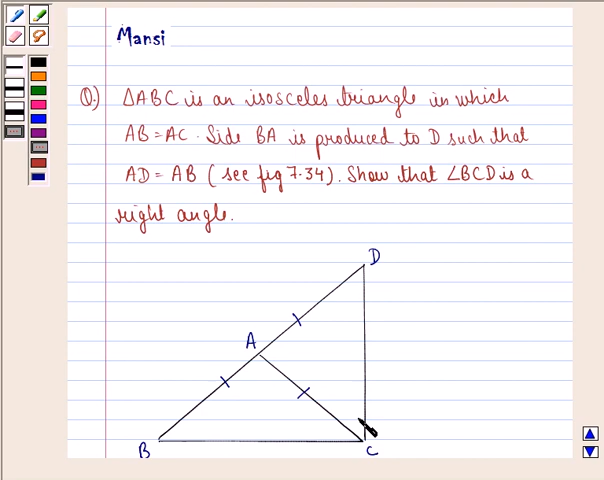 Mansi
Q.) △ABC is an isosceles triangle in which
AB=AC. Side BA is produced to D such that
AD = AB (see fig 7.34). Show that ∠BCD is a
right angle.
D
A
B
C